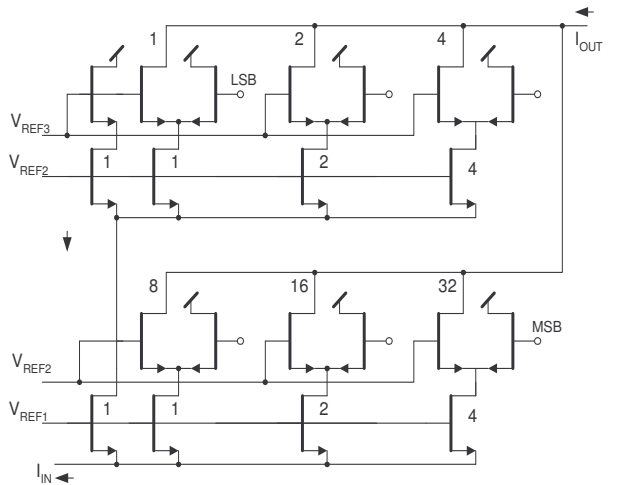 1 2 4
I_OUT
LSB
V_REF3
1 1 2 4
V_REF2
8 16 32
MSB
V_REF2
1 1 2 4
V_REF1
I_IN